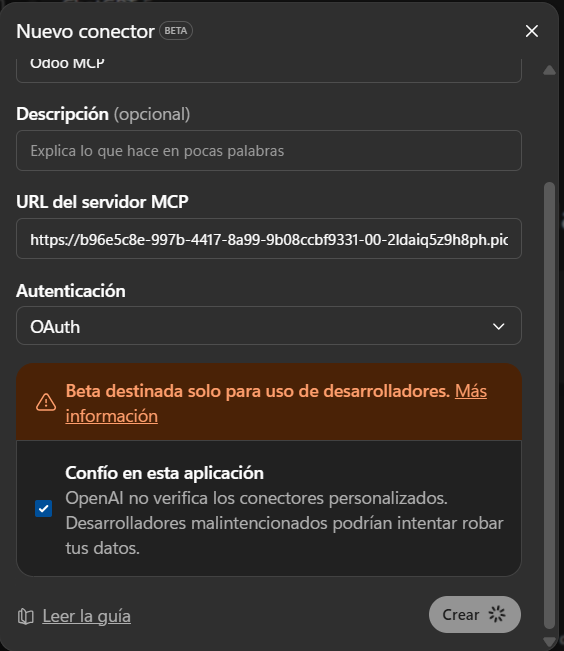 Nuevo conector BETA
Odoo MCP
Descripción (opcional)
Explica lo que hace en pocas palabras
URL del servidor MCP
https://b96e5c8e-997b-4417-8a99-9b08ccbf9331-00-2ldaiq5z9h8ph.pic
Autenticación
OAuth
Beta destinada solo para uso de desarrolladores. Más
información
Confío en esta aplicación
OpenAI no verifica los conectores personalizados.
Desarrolladores malintencionados podrían intentar robar
tus datos.
Leer la guía
Crear